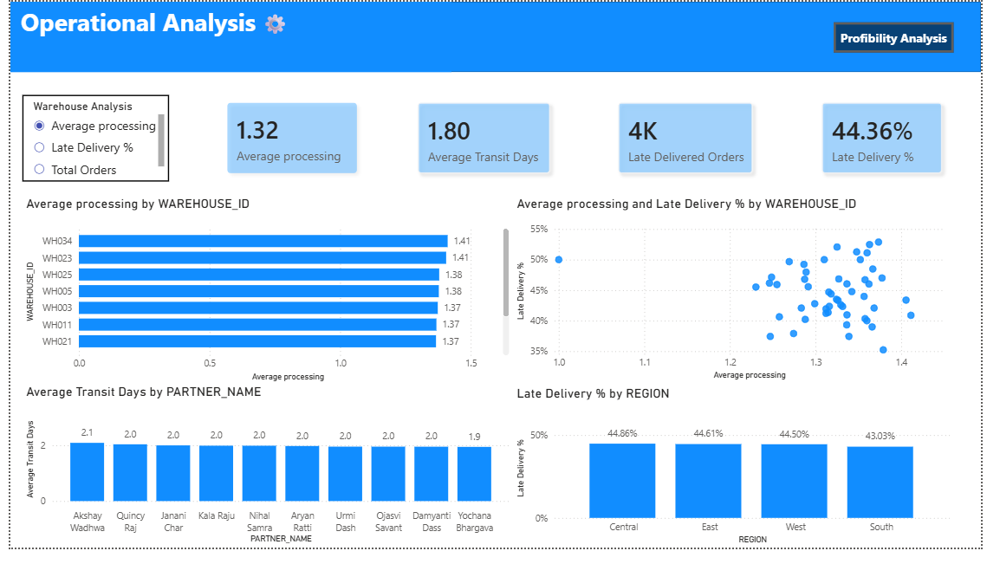 Operational Analysis
Profibility Analysis
Warehouse Analysis
Average processing
Late Delivery %
Total Orders
1.32
Average processing
1.80
Average Transit Days
4K
Late Delivered Orders
44.36%
Late Delivery %
Average processing by WAREHOUSE_ID
WAREHOUSE_ID
WH034 1.41
WH023 1.41
WH025 1.38
WH005 1.38
WH003 1.37
WH011 1.37
WH021 1.37
0.0 0.5 1.0 1.5
Average processing
Average processing and Late Delivery % by WAREHOUSE_ID
Late Delivery %
55%
50%
45%
40%
35%
1.0 1.1 1.2 1.3 1.4
Average processing
Average Transit Days by PARTNER_NAME
Average Transit Days
2.1 2.0 2.0 2.0 2.0 2.0 2.0 2.0 2.0 1.9
2
0
Akshay Quincy Janani Kala Raju Nihal Aryan Urmi Ojasvi Damyanti Yochana
Wadhwa Raj Char Samra Ratti Dash Savant Dass Bhargava
PARTNER_NAME
Late Delivery % by REGION
Late Delivery %
50%
0%
44.86% 44.61% 44.50% 43.03%
Central East West South
REGION